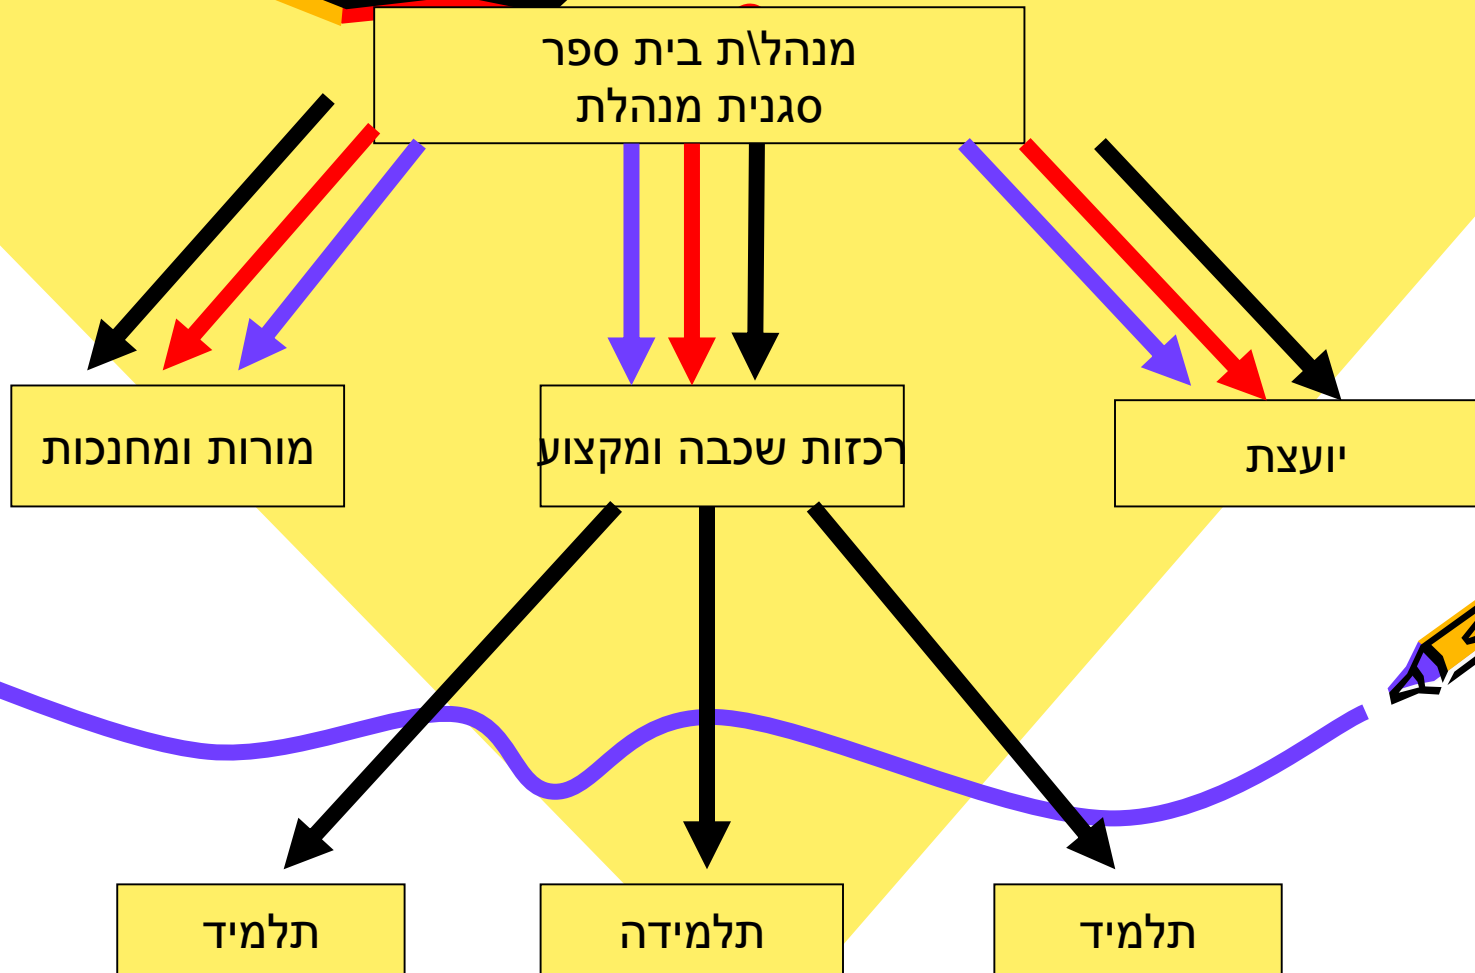 מנהל\ת בית ספר
סגנית מנהלת
יועצת
רכזות שכבה ומקצוע
מורות ומחנכות
תלמיד
תלמידה
תלמיד